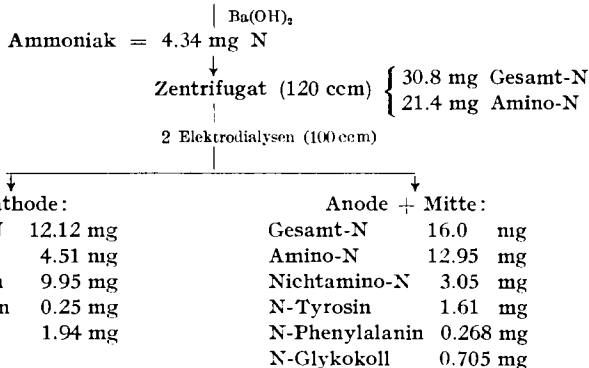 Ba(OH)₂
Ammoniak = 4.34 mg N
Zentrifugat (120 ccm) { 30.8 mg Gesamt-N
21.4 mg Amino-N
2 Elektrodialysen (100 ccm)
Anode + Mitte:
12.12 mg
Gesamt-N 16.0 mg
4.51 mg
Amino-N 12.95 mg
9.95 mg
Nichtamino-N 3.05 mg
0.25 mg
N-Tyrosin 1.61 mg
1.94 mg
N-Phenylalanin 0.268 mg
N-Glykokoll 0.705 mg